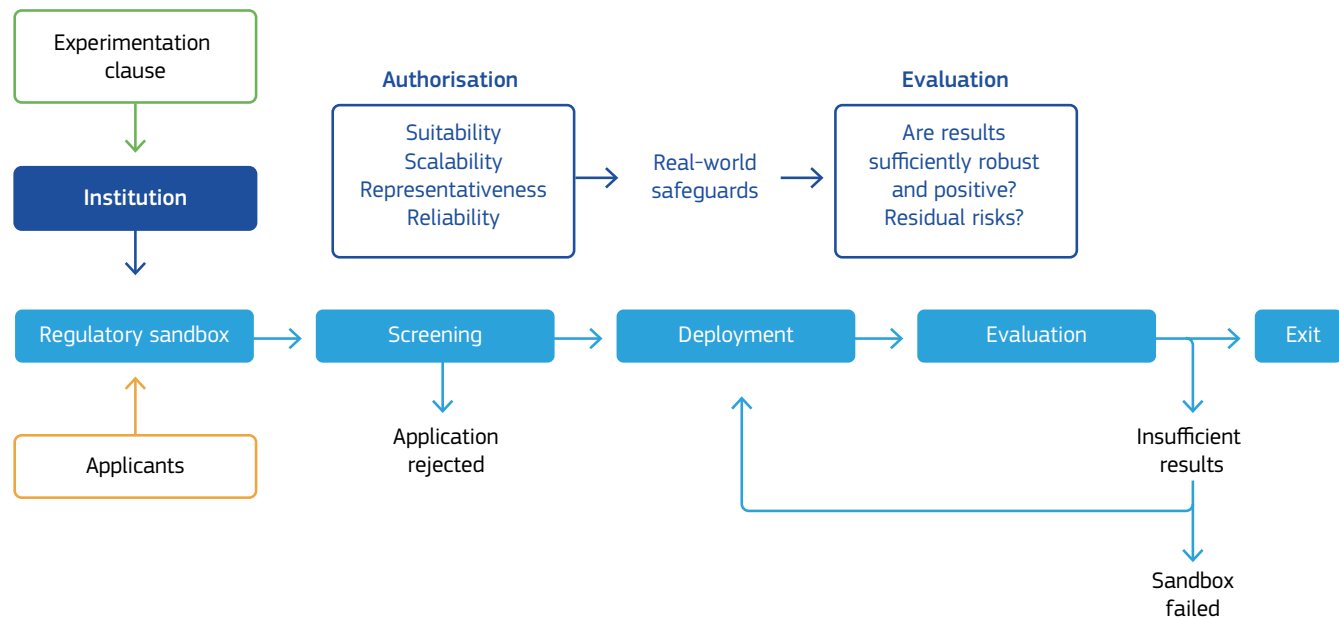 Experimentation
clause
Institution
Authorisation
Suitability
Scalability
Representativeness
Reliability
Real-world
safeguards
Evaluation
Are results
sufficiently robust
and positive?
Residual risks?
Regulatory sandbox
Screening
Deployment
Evaluation
Exit
Applicants
Application
rejected
Insufficient
results
Sandbox
failed